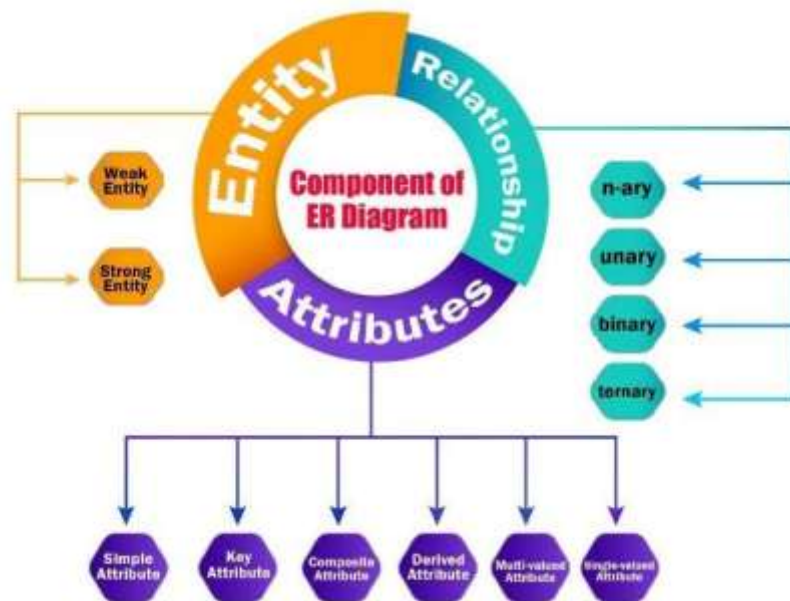 Entity
Relationship
Attributes
Component of
ER Diagram
Weak
Entity
Strong
Entity
n-ary
unary
binary
ternary
Simple
Attribute
Key
Attribute
Composite
Attribute
Derived
Attribute
Multi-valued
Attribute
Single-valued
Attribute